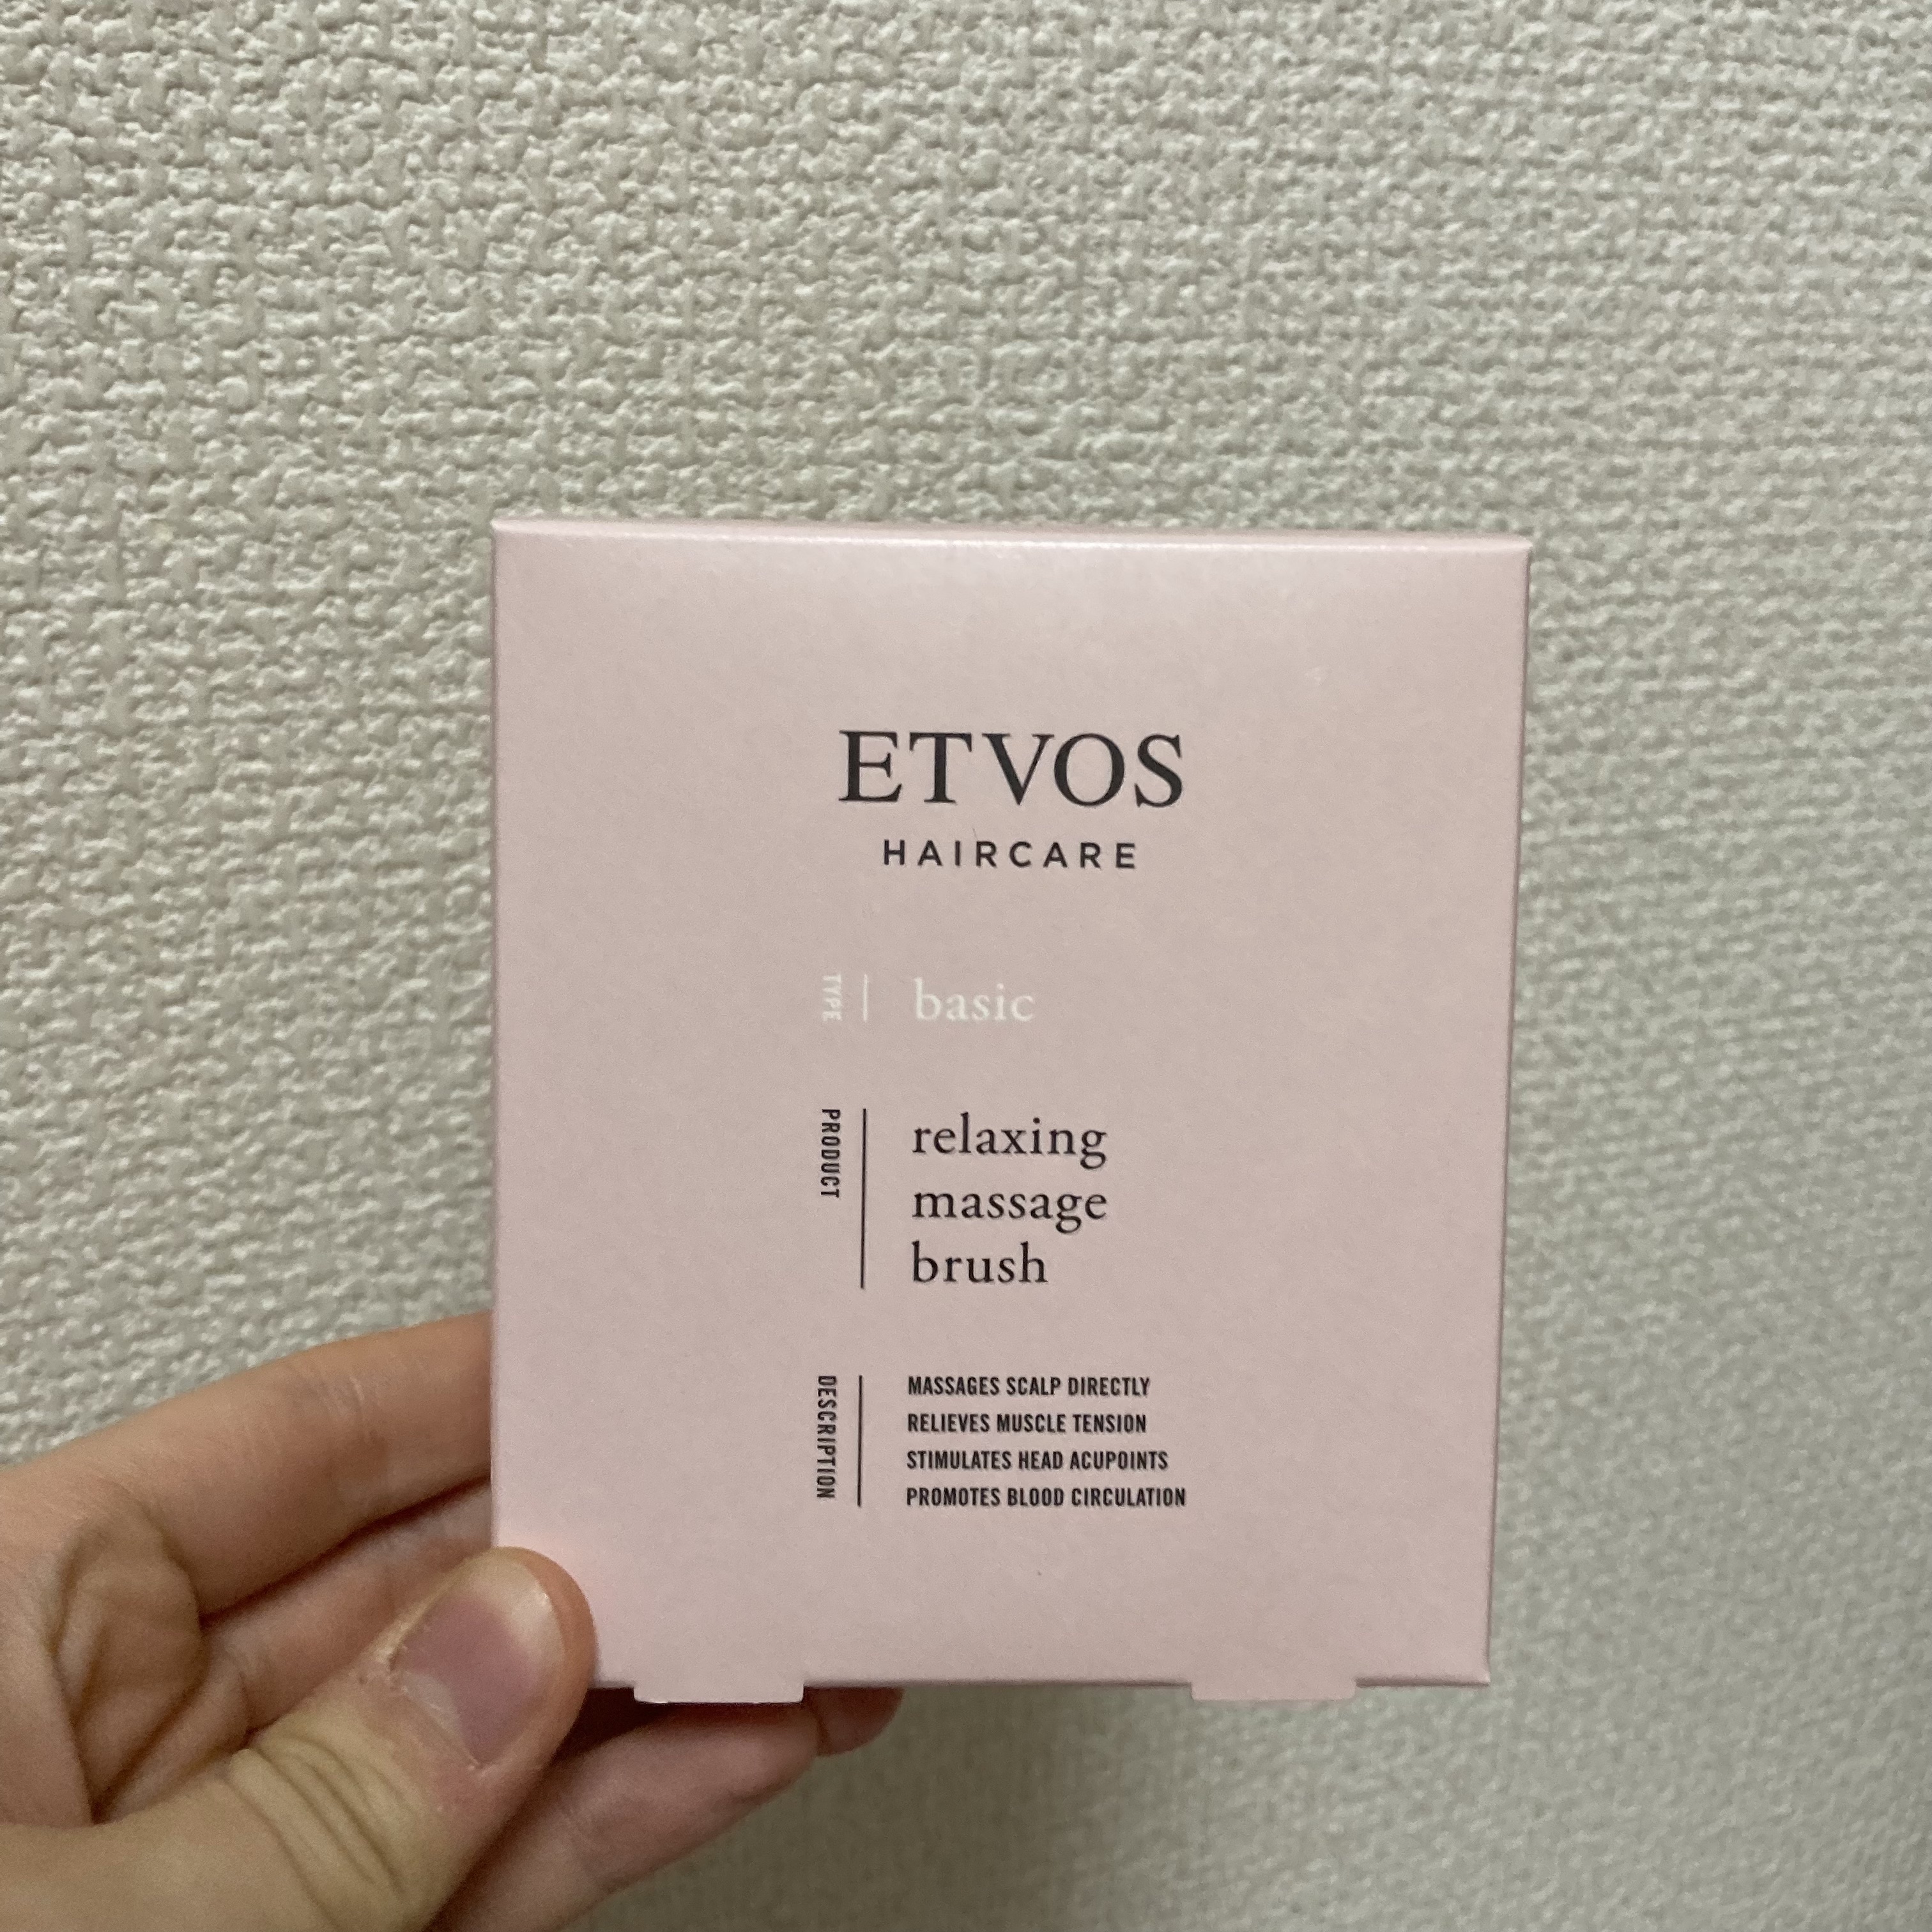 ETVOS
HAIRCARE
TYPE
basic
PRODUCT
relaxing
massage
brush
DESCRIPTION
MASSAGES SCALP DIRECTLY
RELIEVES MUSCLE TENSION
STIMULATES HEAD ACUPOINTS
PROMOTES BLOOD CIRCULATION